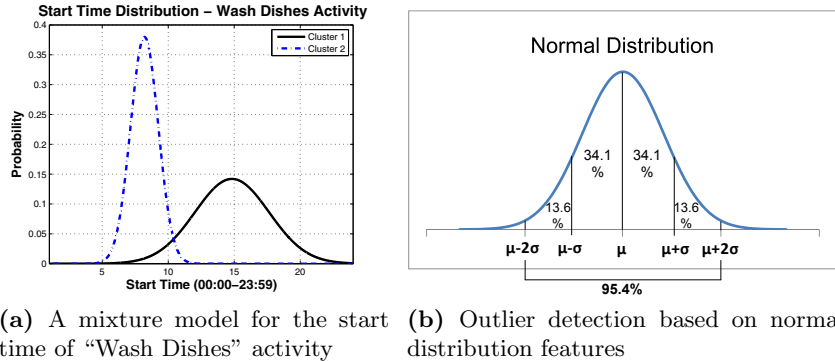 Start Time Distribution – Wash Dishes Activity
Cluster 1
Cluster 2
Probability
0.4
0.35
0.3
0.25
0.2
0.15
0.1
0.05
0
5
10
15
20
Start Time (00:00–23:59)
Normal Distribution
34.1
%
34.1
%
13.6
%
13.6
%
μ-2σ
μ-σ
μ
μ+σ
μ+2σ
95.4%
(a) A mixture model for the start
time of “Wash Dishes” activity
(b) Outlier detection based on norma
distribution features